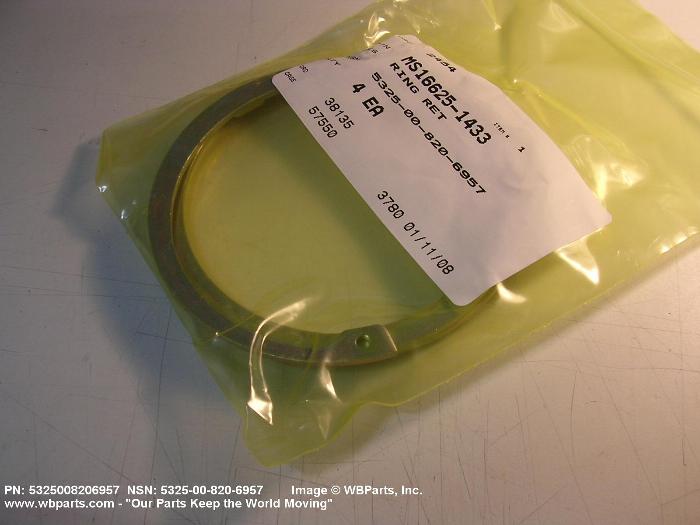 2454
MS16625-1433
RING RET
ITEM # 1
5325-00-820-6957
4 EA
38135
57550
3780 01/11/08
PN: 5325008206957 NSN: 5325-00-820-6957 Image © WBParts, Inc.
www.wbparts.com - "Our Parts Keep the World Moving"